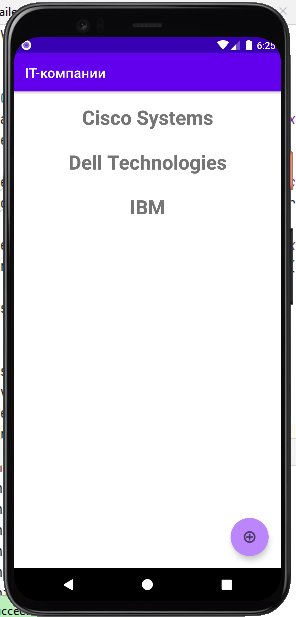 6:25
IT-компании
Cisco Systems
Dell Technologies
IBM